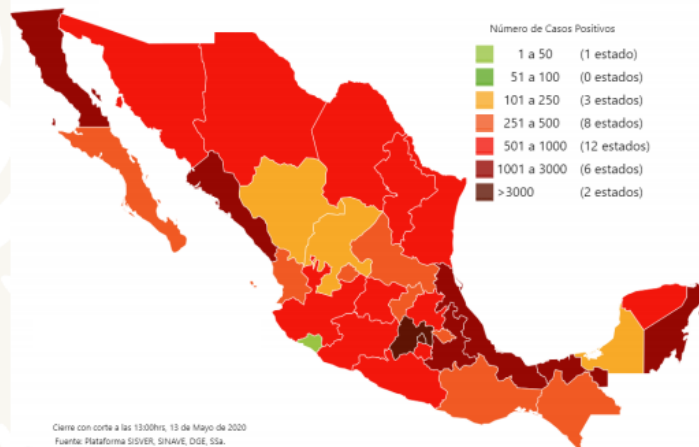 Número de Casos Positivos
1 a 50 (1 estado)
51 a 100 (0 estados)
101 a 250 (3 estados)
251 a 500 (8 estados)
501 a 1000 (12 estados)
1001 a 3000 (6 estados)
>3000 (2 estados)
Cierre con corte a las 13:00hrs, 13 de Mayo de 2020
Fuente: Plataforma SISVER, SINAVE, DGE, SSa.